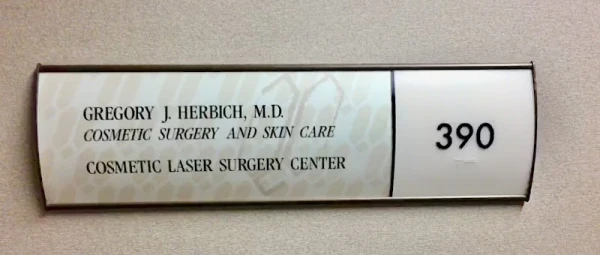 GREGORY J. HERBICH, M.D.
COSMETIC SURGERY AND SKIN CARE
COSMETIC LASER SURGERY CENTER
390